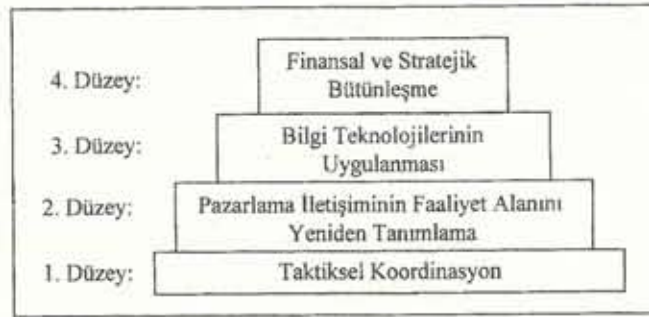 4. Düzey:
Finansal ve Stratejik
Bütünleşme
3. Düzey:
Bilgi Teknolojilerinin
Uygulanması
2. Düzey:
Pazarlama İletişiminin Faaliyet Alanını
Yeniden Tanımlama
1. Düzey:
Taktiksel Koordinasyon